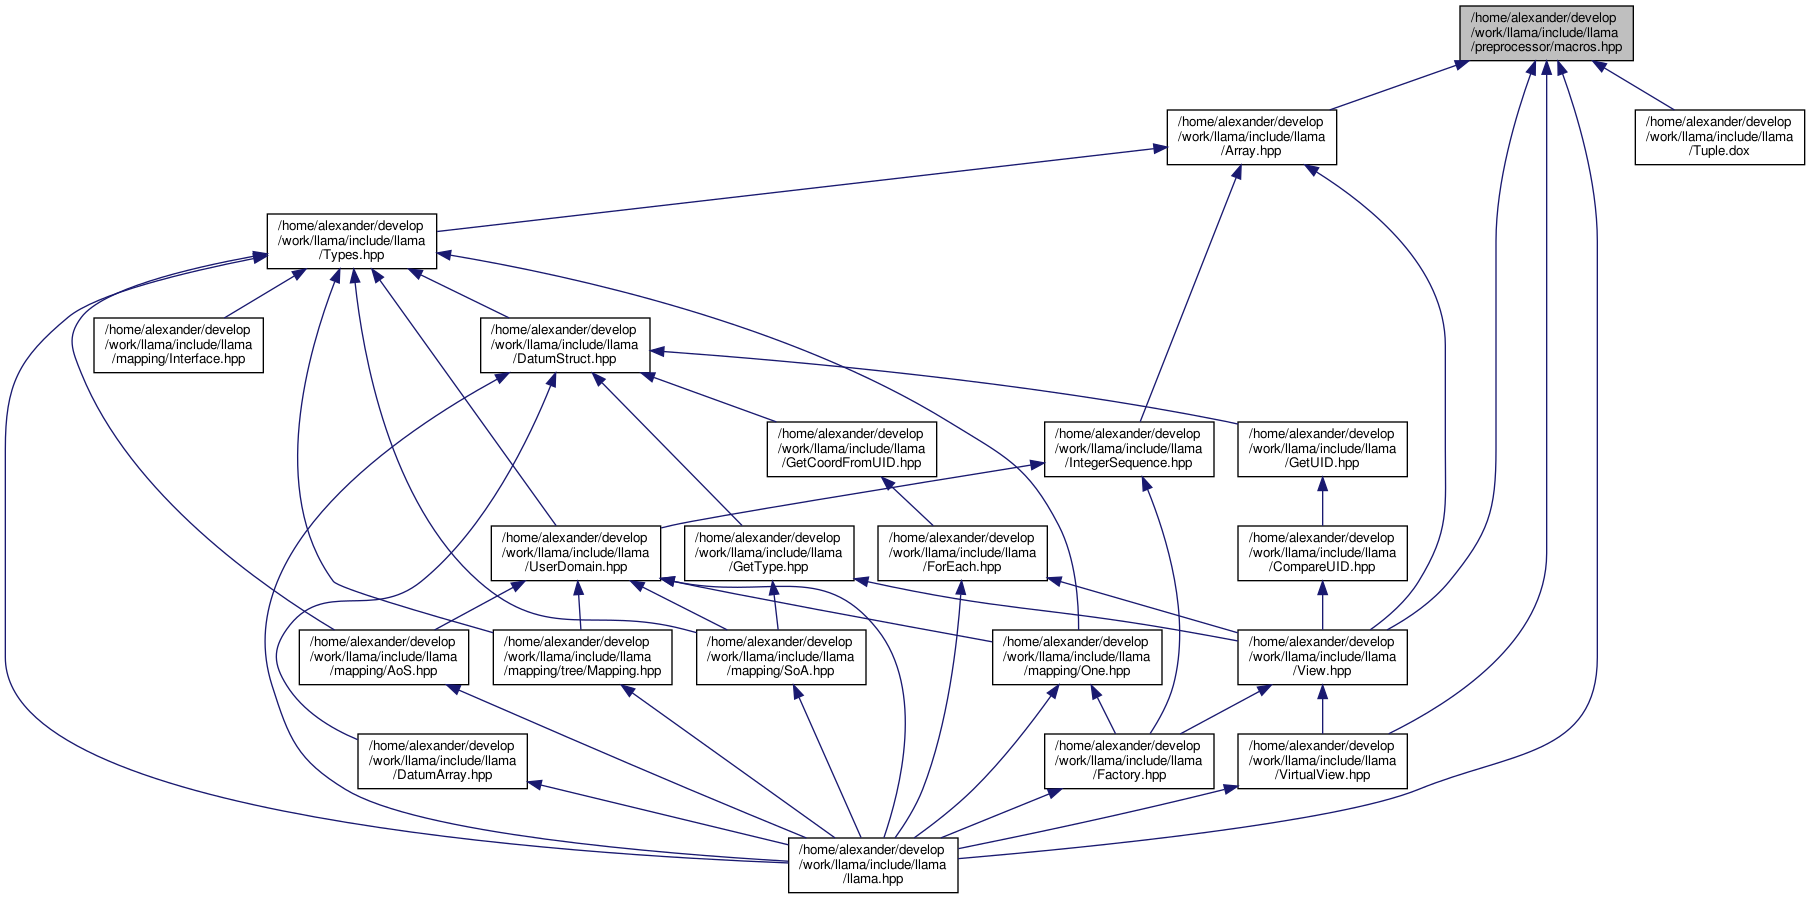 /home/alexander/develop
/work/llama/include/llama
/preprocessor/macros.hpp
/home/alexander/develop
/work/llama/include/llama
/Array.hpp
/home/alexander/develop
/work/llama/include/llama
/Tuple.dox
/home/alexander/develop
/work/llama/include/llama
/Types.hpp
/home/alexander/develop
/work/llama/include/llama
/mapping/Interface.hpp
/home/alexander/develop
/work/llama/include/llama
/DatumStruct.hpp
/home/alexander/develop
/work/llama/include/llama
/GetCoordFromUID.hpp
/home/alexander/develop
/work/llama/include/llama
/IntegerSequence.hpp
/home/alexander/develop
/work/llama/include/llama
/GetUID.hpp
/home/alexander/develop
/work/llama/include/llama
/UserDomain.hpp
/home/alexander/develop
/work/llama/include/llama
/GetType.hpp
/home/alexander/develop
/work/llama/include/llama
/ForEach.hpp
/home/alexander/develop
/work/llama/include/llama
/CompareUID.hpp
/home/alexander/develop
/work/llama/include/llama
/mapping/AoS.hpp
/home/alexander/develop
/work/llama/include/llama
/mapping/tree/Mapping.hpp
/home/alexander/develop
/work/llama/include/llama
/mapping/SoA.hpp
/home/alexander/develop
/work/llama/include/llama
/mapping/One.hpp
/home/alexander/develop
/work/llama/include/llama
/View.hpp
/home/alexander/develop
/work/llama/include/llama
/DatumArray.hpp
/home/alexander/develop
/work/llama/include/llama
/Factory.hpp
/home/alexander/develop
/work/llama/include/llama
/VirtualView.hpp
/home/alexander/develop
/work/llama/include/llama
/llama.hpp